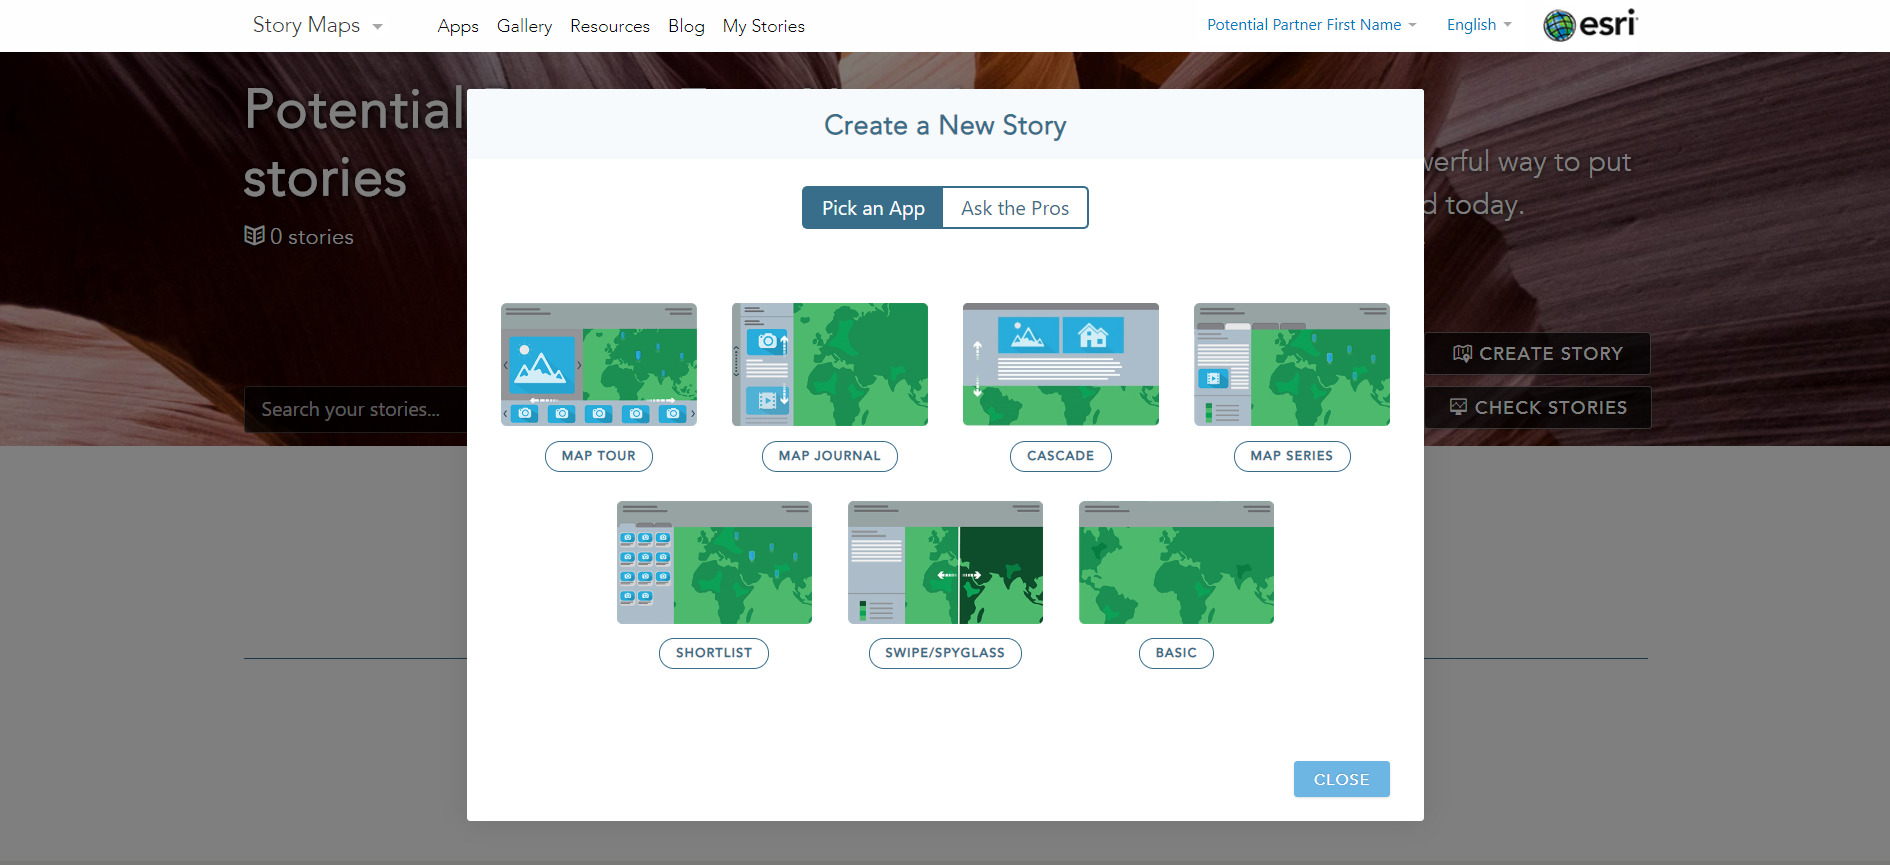 Story Maps
Apps Gallery Resources Blog My Stories
Potential Partner First Name
English
esri
Potential
stories
0 stories
Search your stories...
Create a New Story
Pick an App
Ask the Pros
MAP TOUR
MAP JOURNAL
CASCADE
MAP SERIES
SHORTLIST
SWIPE/SPYGLASS
BASIC
CLOSE
way to put
today.
CREATE STORY
CHECK STORIES